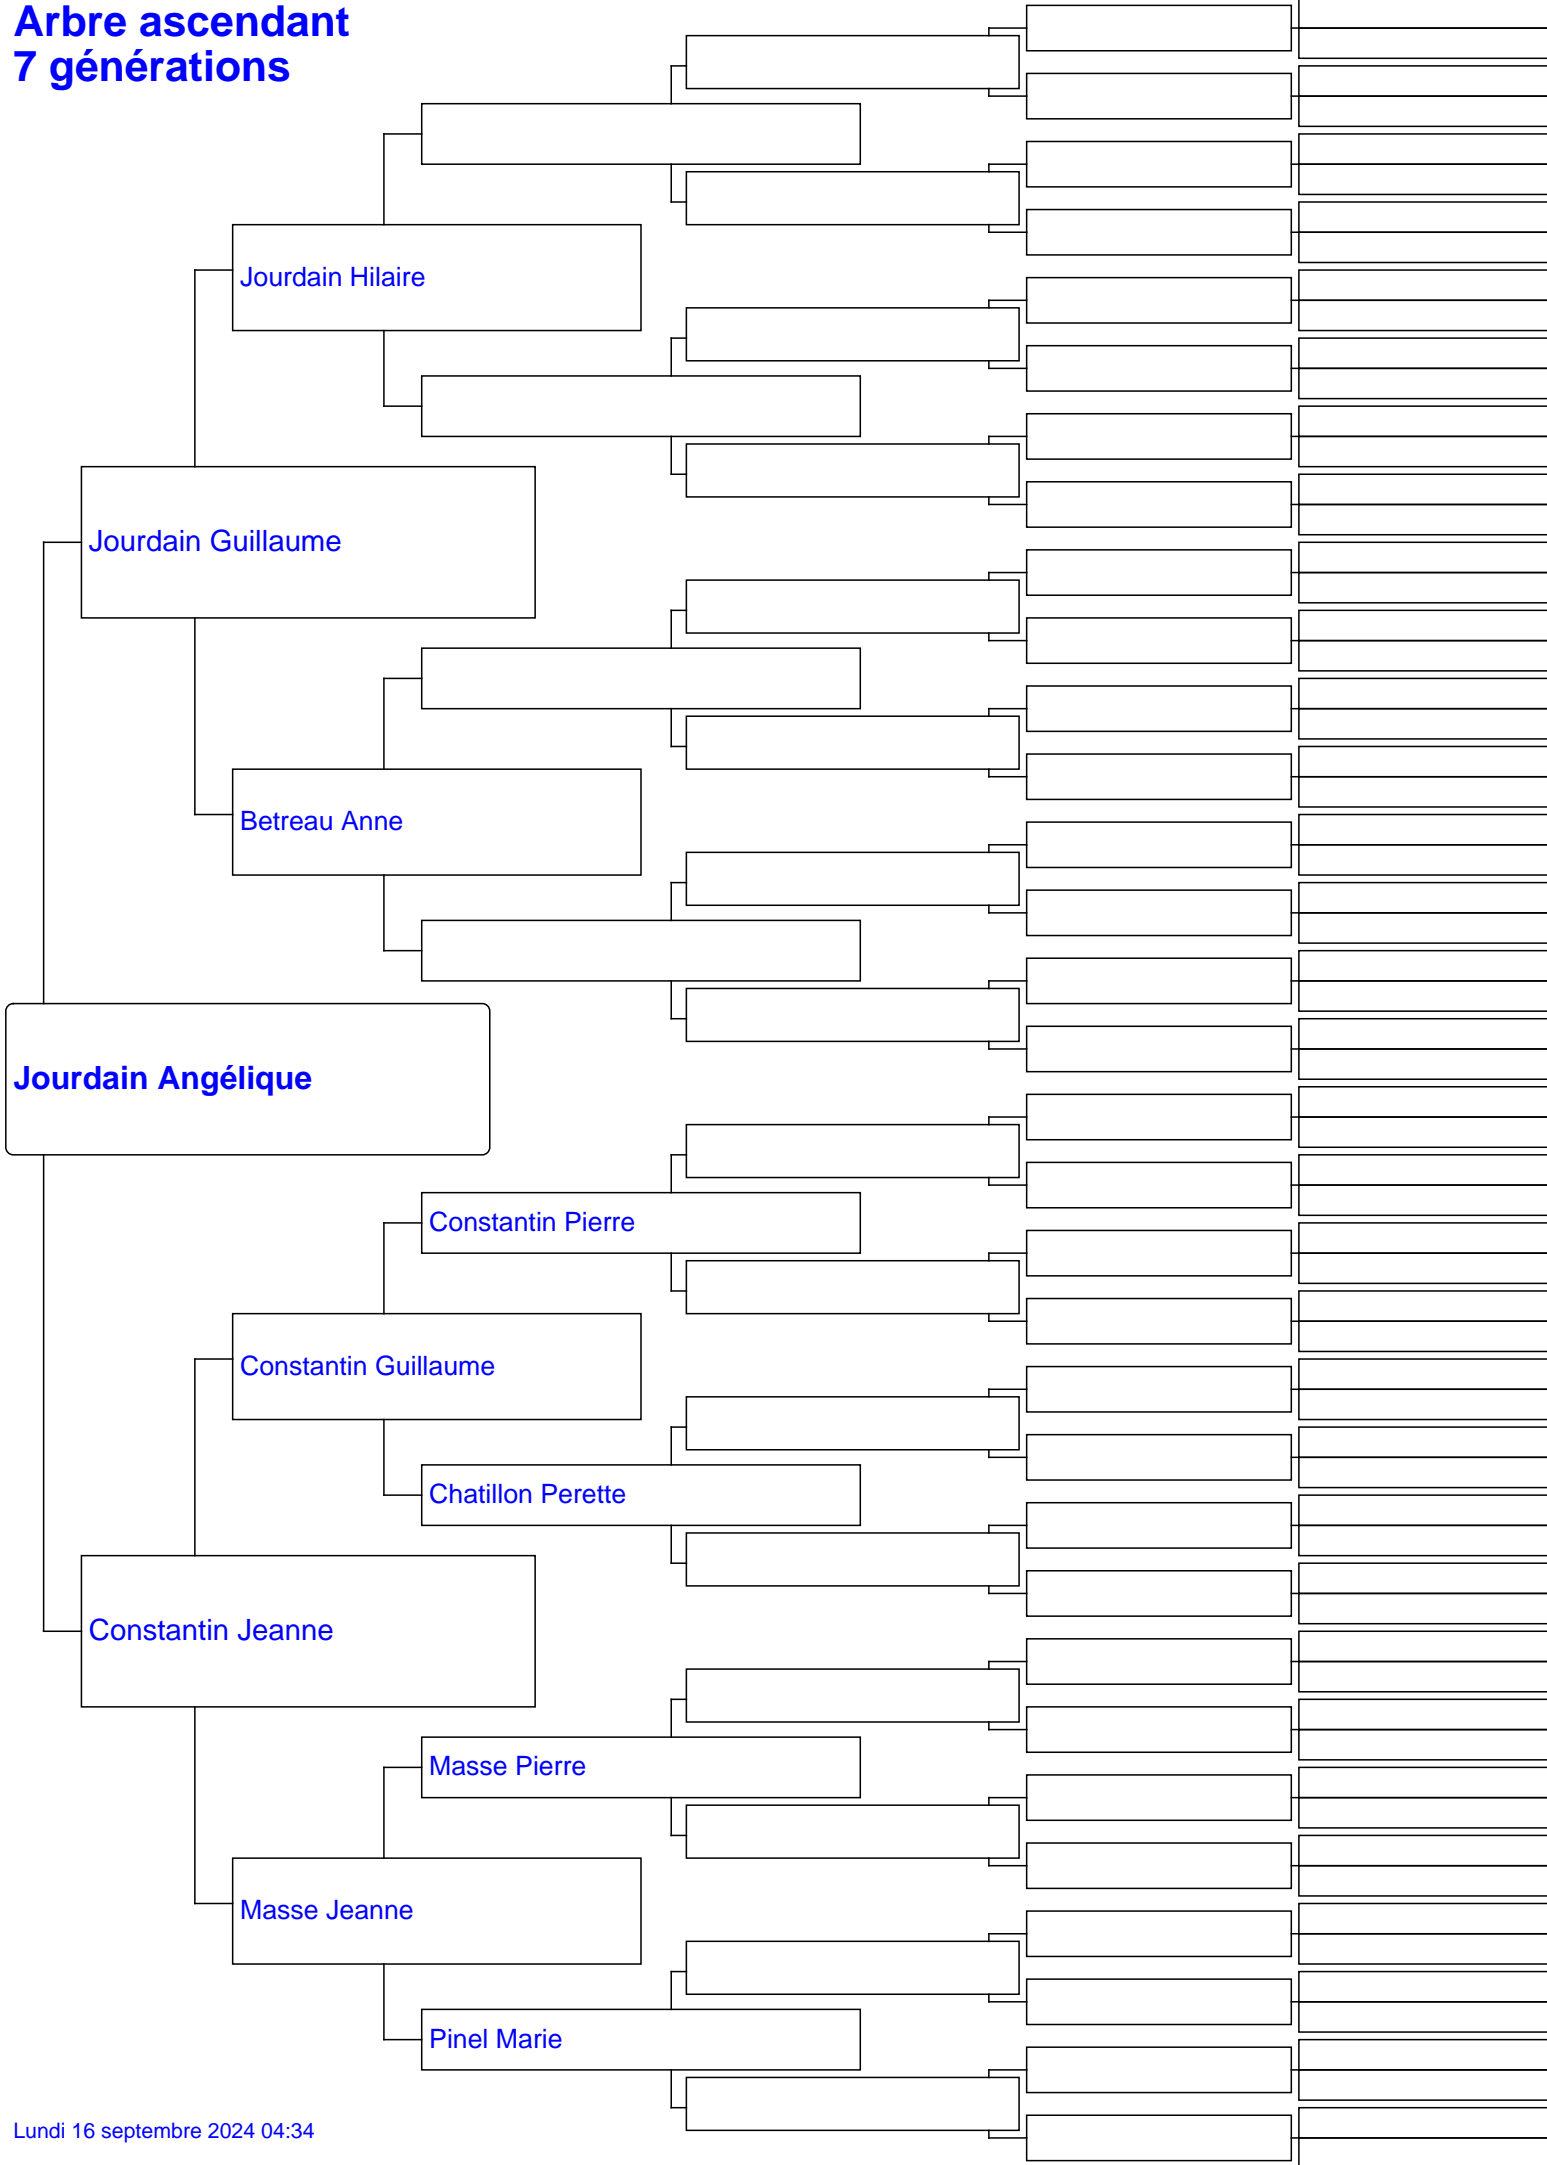 Arbre ascendant
7 générations
Jourdain Hilaire
Jourdain Guillaume
Betreau Anne
Jourdain Angélique
Constantin Pierre
Constantin Guillaume
Chatillon Perette
Constantin Jeanne
Masse Pierre
Masse Jeanne
Pinel Marie
Lundi 16 septembre 2024 04:34